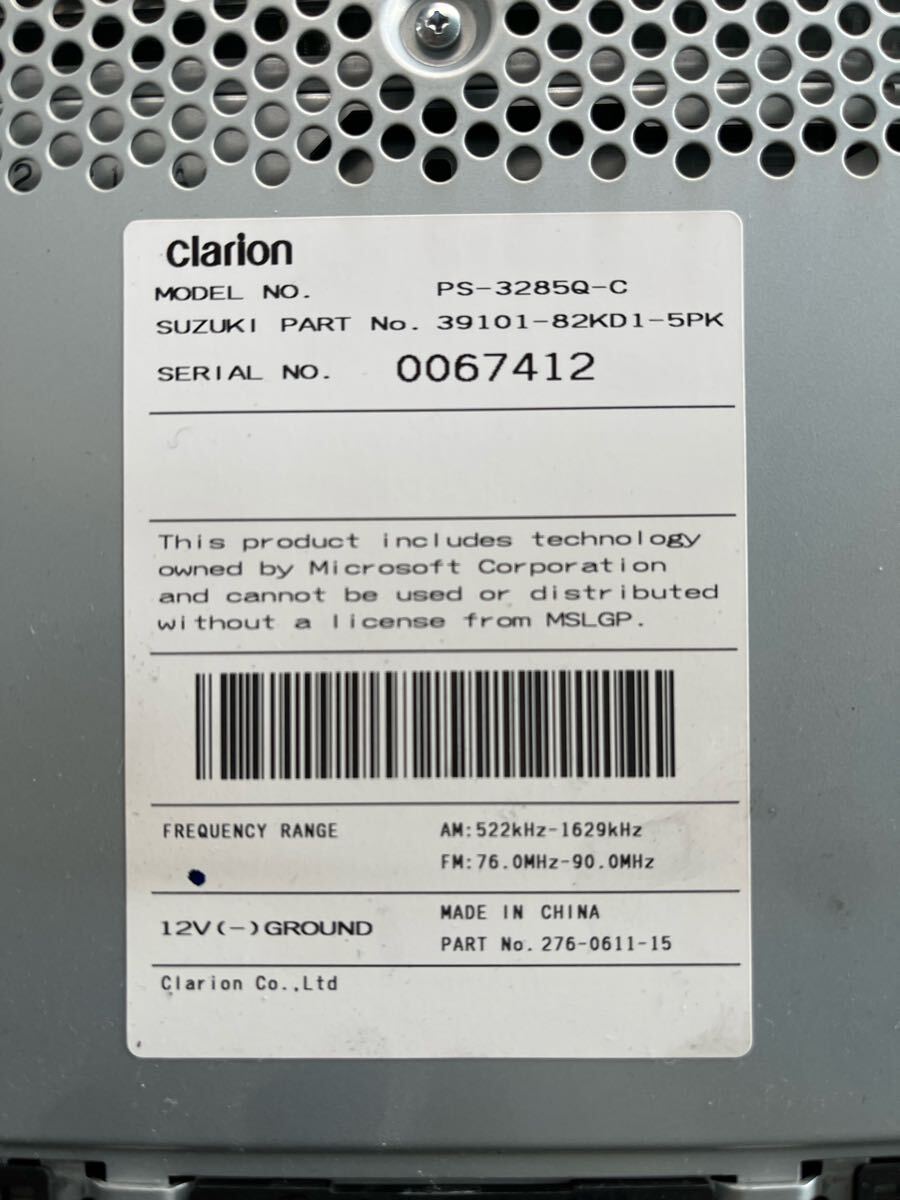 2
clarion
MODEL NO. PS-3285Q-C
SUZUKI PART No. 39101-82KD1-5PK
SERIAL NO. 0067412
This product includes technology
owned by Microsoft Corporation
and cannot be used or distributed
without a license from MSLGP.
FREQUENCY RANGE AM:522kHz-1629kHz
FM:76.0MHz-90.0MHz
12V(-)GROUND MADE IN CHINA
PART No. 276-0611-15
Clarion Co.,Ltd